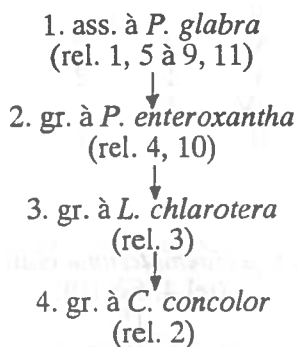 1. ass. à P. glabra
(rel. 1, 5 à 9, 11)
2. gr. à P. enteroxantha
(rel. 4, 10)
3. gr. à L. chlarotera
(rel. 3)
4. gr. à C. concolor
(rel. 2)